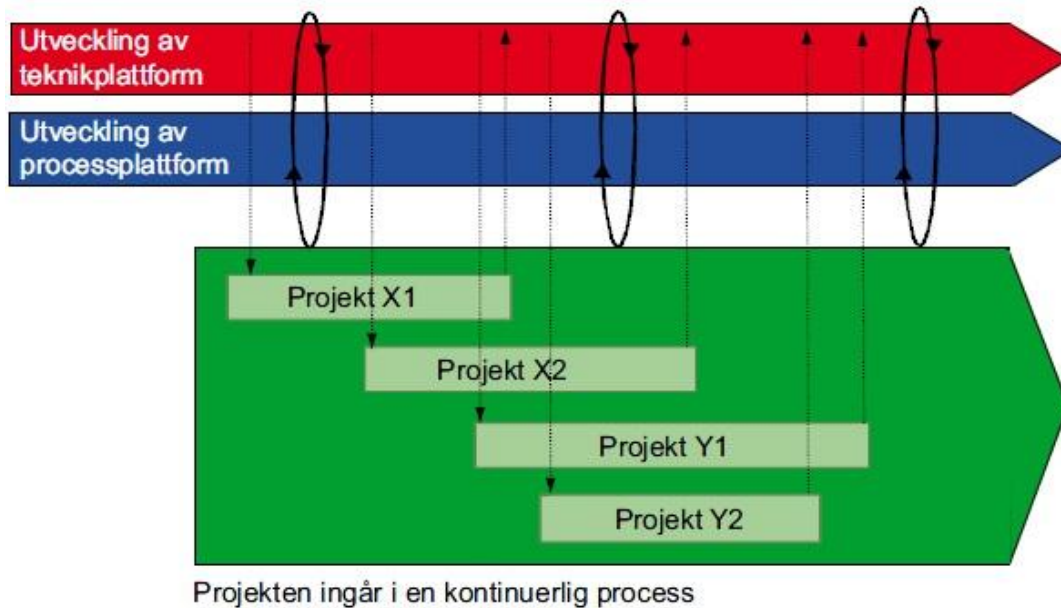 Utveckling av
teknikplattform
Utveckling av
processplattform
Projekt X1
Projekt X2
Projekt Y1
Projekt Y2
Projekten ingår i en kontinuerlig process